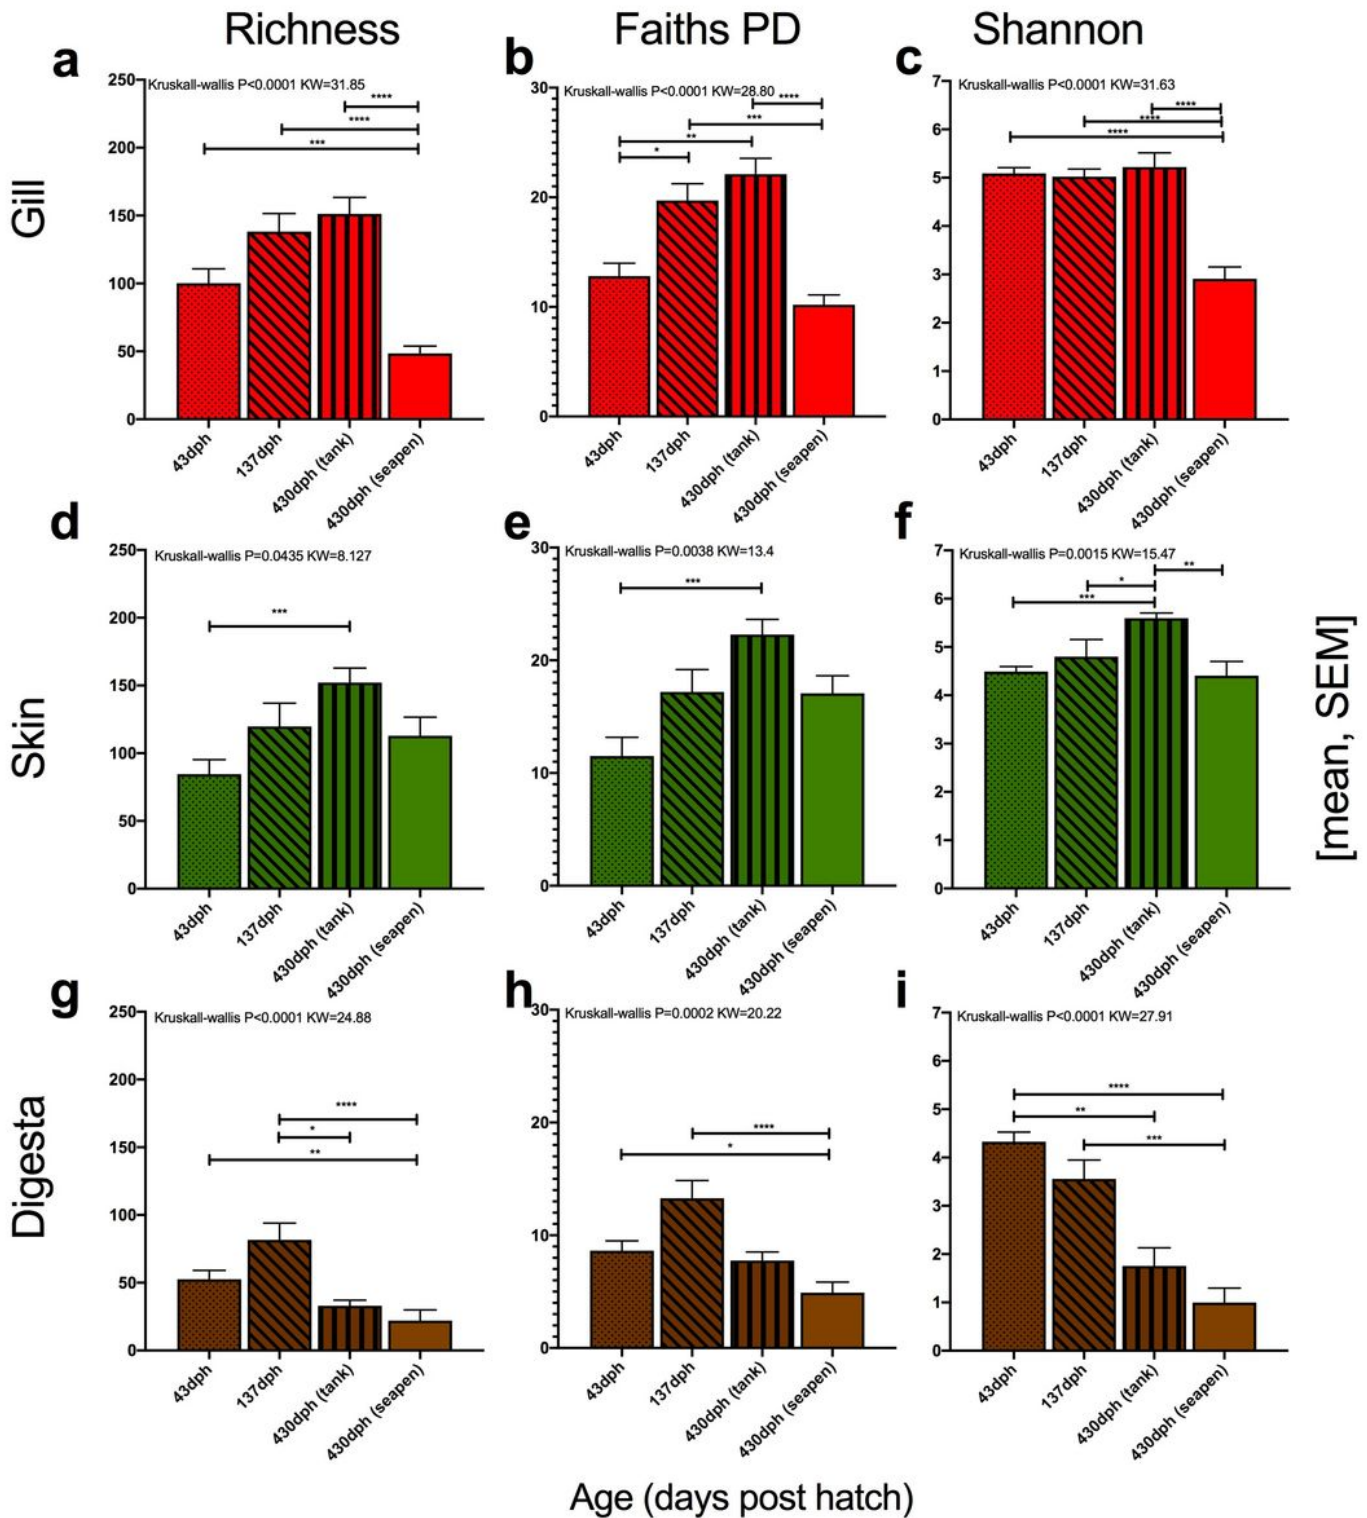 Richness
Faiths PD
Shannon
a
b
c
Gill
Kruskall-wallis P<0.0001 KW=31.85
250
200
150
100
50
0
****
****
***
43dph
137dph
430dph (tank)
430dph (seapen)
Kruskall-wallis P<0.0001 KW=28.80
30
20
10
0
****
***
**
*
43dph
137dph
430dph (tank)
430dph (seapen)
Kruskall-wallis P<0.0001 KW=31.63
7
6
5
4
3
2
1
0
****
****
****
43dph
137dph
430dph (tank)
430dph (seapen)
d
e
f
Skin
Kruskall-wallis P=0.0435 KW=8.127
250
200
150
100
50
0
***
43dph
137dph
430dph (tank)
430dph (seapen)
Kruskall-wallis P=0.0038 KW=13.4
30
20
10
0
***
43dph
137dph
430dph (tank)
430dph (seapen)
Kruskall-wallis P=0.0015 KW=15.47
7
6
5
4
3
2
1
0
**
*
***
43dph
137dph
430dph (tank)
430dph (seapen)
[mean, SEM]
g
h
i
Digesta
Kruskall-wallis P<0.0001 KW=24.88
250
200
150
100
50
0
****
*
**
43dph
137dph
430dph (tank)
430dph (seapen)
Kruskall-wallis P=0.0002 KW=20.22
30
20
10
0
****
*
43dph
137dph
430dph (tank)
430dph (seapen)
Kruskall-wallis P<0.0001 KW=27.91
7
6
5
4
3
2
1
0
****
**
***
43dph
137dph
430dph (tank)
430dph (seapen)
Age (days post hatch)